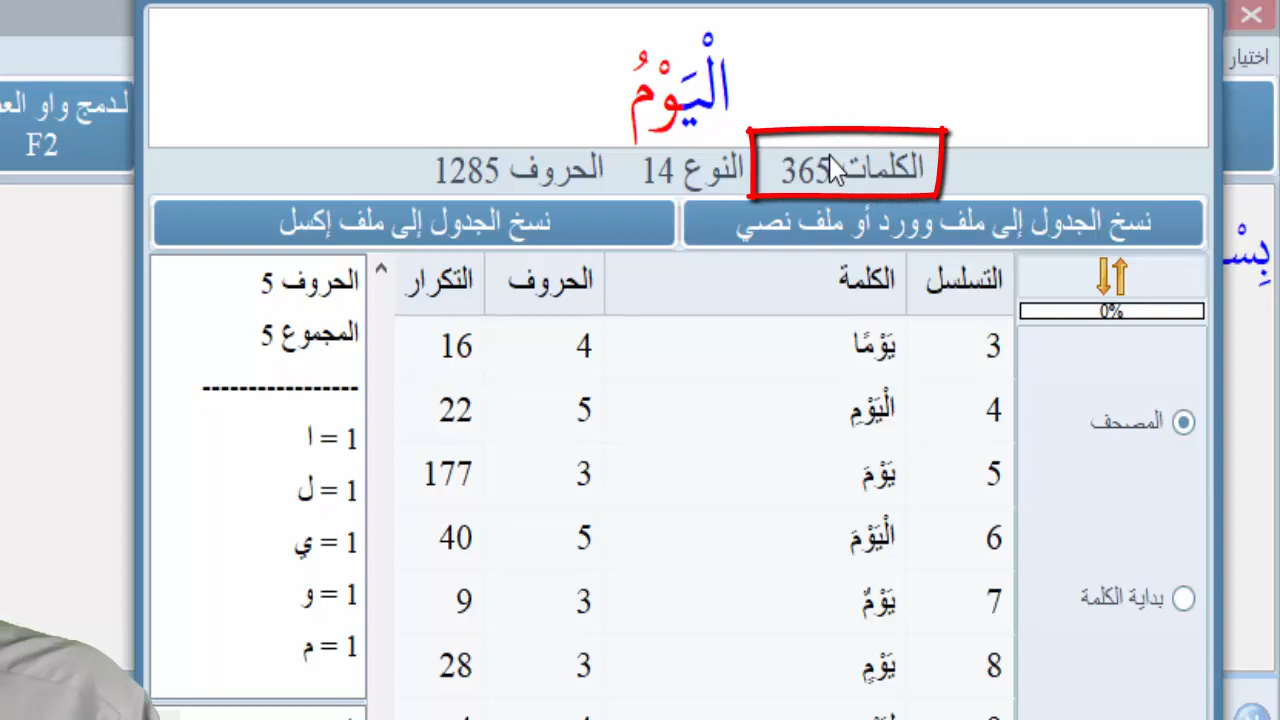 اختيار
لدمج واو الع
F2
الْيَوْمُ
الكلمات 365 النوع 14 الحروف 1285
نسخ الجدول إلى ملف وورد أو ملف نصي
نسخ الجدول إلى ملف إكسل
بِسْ
التسلسل الكلمة الحروف التكرار
3 يَوْمًا 4 16
4 الْيَوْمِ 5 22
5 يَوْمَ 3 177
6 الْيَوْمَ 5 40
7 يَوْمٌ 3 9
8 يَوْمٍ 3 28
0%
المصحف
بداية الكلمة
الحروف 5
المجموع 5
-----------------
ا = 1
ل = 1
ي = 1
و = 1
م = 1